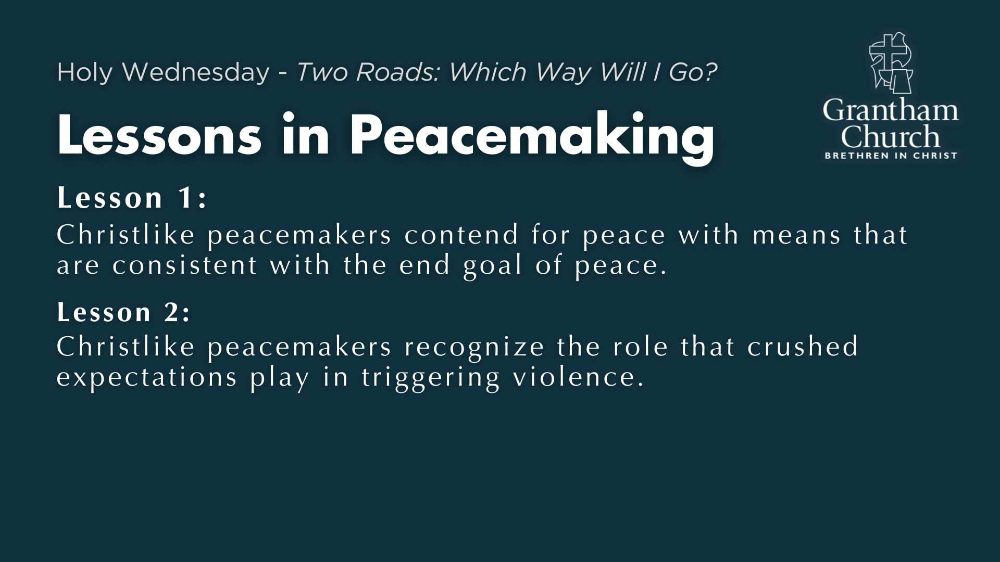 Holy Wednesday - Two Roads: Which Way Will I Go?
Lessons in Peacemaking
Grantham
Church
BRETHREN IN CHRIST
Lesson 1:
Christlike peacemakers contend for peace with means that
are consistent with the end goal of peace.
Lesson 2:
Christlike peacemakers recognize the role that crushed
expectations play in triggering violence.